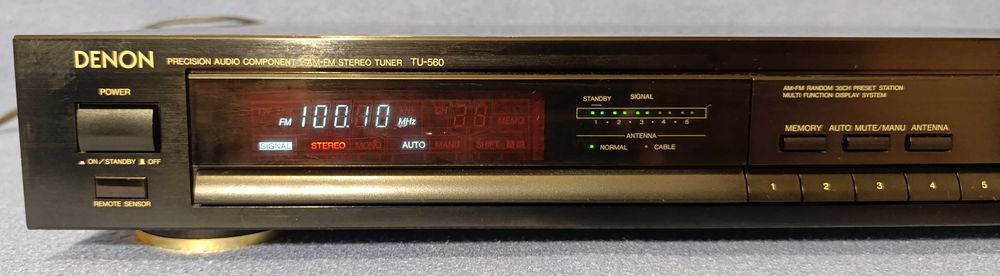 DENON PRECISION AUDIO COMPONENT / AM-FM STEREO TUNER TU-560
POWER
ON/STANDBY OFF
REMOTE SENSOR
FM 100.10 MHz MEMO
SIGNAL STEREO MONO AUTO MANU SHIFT
STANDBY SIGNAL
1 2 3 4 5
ANTENNA
NORMAL CABLE
AM-FM RANDOM 30CH PRESET STATION
MULTI FUNCTION DISPLAY SYSTEM
MEMORY AUTO MUTE/MANU ANTENNA
1 2 3 4 5